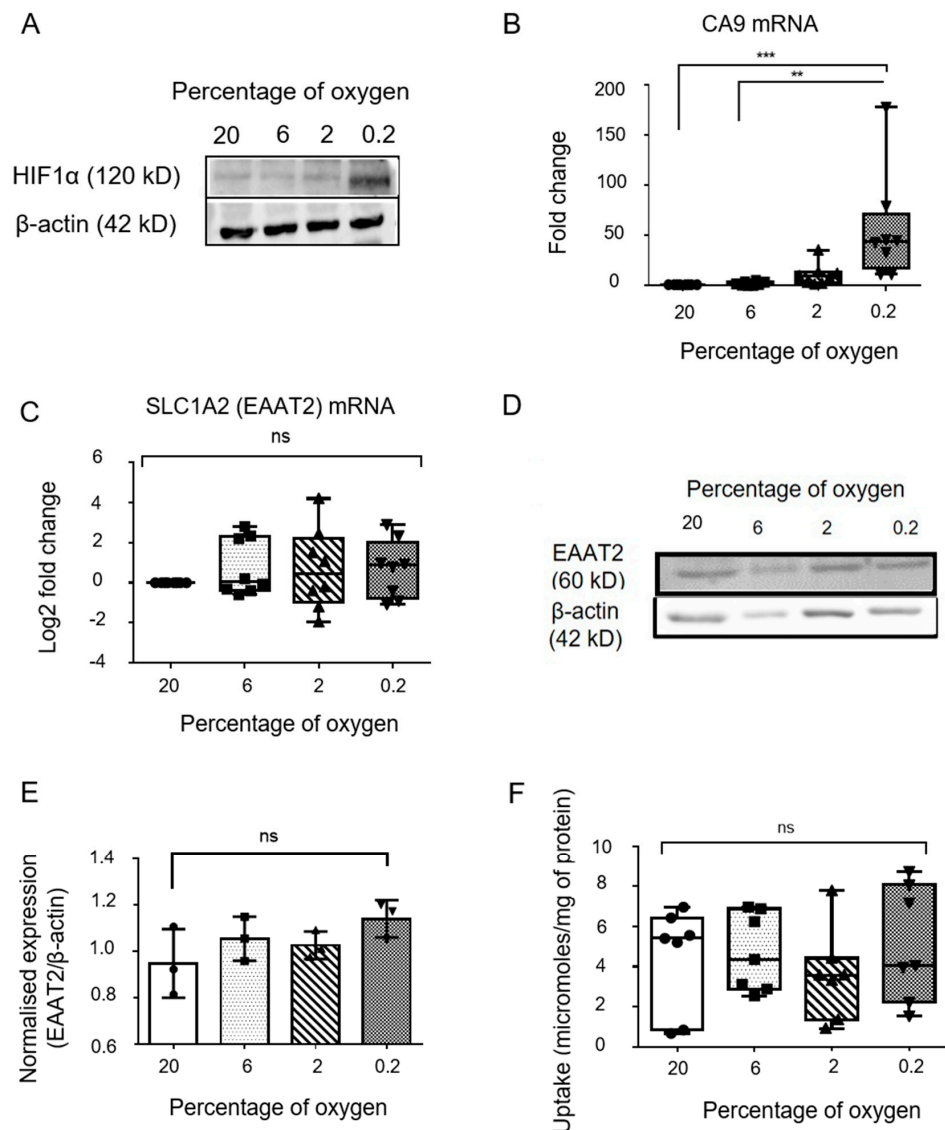 A
Percentage of oxygen
20 6 2 0.2
HIF1α (120 kD)
β-actin (42 kD)
B
CA9 mRNA
***
**
Fold change
200
150
100
50
0
20 6 2 0.2
Percentage of oxygen
C
SLC1A2 (EAAT2) mRNA
ns
Log2 fold change
6
4
2
0
-2
-4
20 6 2 0.2
Percentage of oxygen
D
Percentage of oxygen
20 6 2 0.2
EAAT2
(60 kD)
β-actin
(42 kD)
E
ns
Normalised expression
(EAAT2/β-actin)
1.4
1.2
1.0
0.8
0.6
20 6 2 0.2
Percentage of oxygen
F
ns
Uptake (micromoles/mg of protein)
10
8
6
4
2
0
20 6 2 0.2
Percentage of oxygen